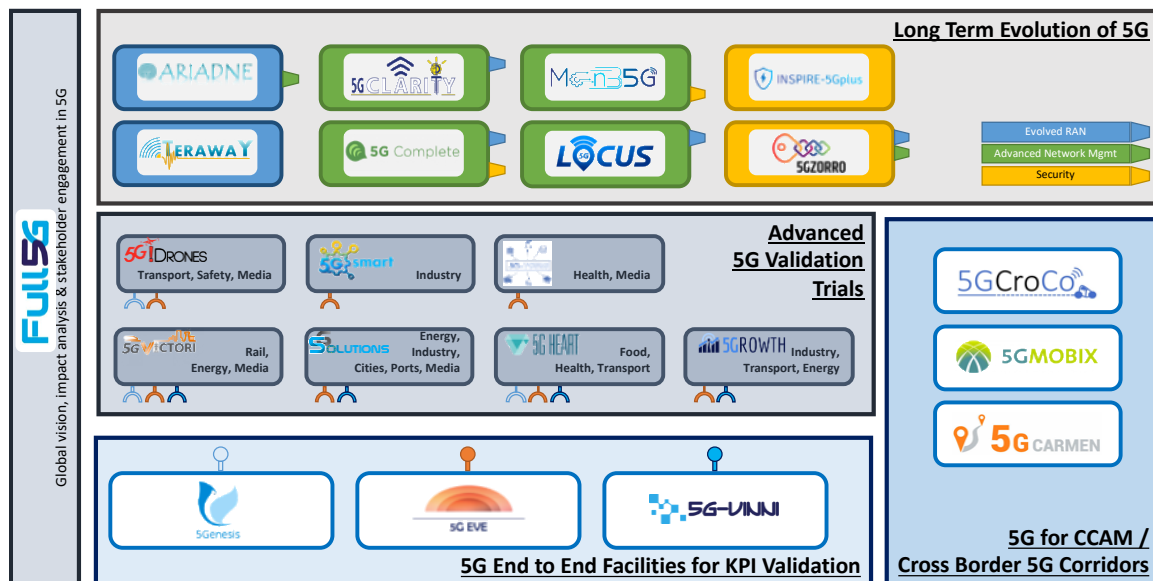 Full5G
Global vision, impact analysis & stakeholder engagement in 5G
Long Term Evolution of 5G
ARIADNE
5G CLARITY
MonB5G
INSPIRE-5Gplus
TERAWAY
5G Complete
LOCUS
5G
5GZORRO
Evolved RAN
Advanced Network Mgmt
Security
Advanced
5G Validation
Trials
5G!DRONES
Transport, Safety, Media
5G smart
Industry
Health, Media
5G VICTORI
Rail,
Energy, Media
5SOLUTIONS
Energy,
Industry,
Cities, Ports, Media
5G HEART
Food,
Health, Transport
5GROWTH
Industry,
Transport, Energy
5Genesis
5G EVE
5G-VINNI
5G End to End Facilities for KPI Validation
5GCroCo
5GMOBIX
5G CARMEN
5G for CCAM /
Cross Border 5G Corridors